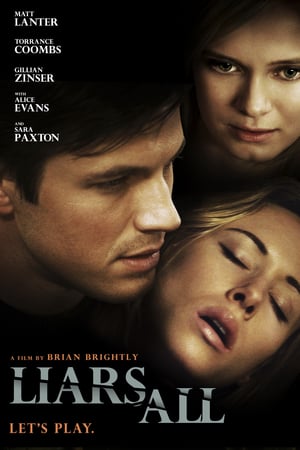 MATT
LANTER
TORRANCE
COOMBS
GILLIAN
ZINSER
WITH
ALICE
EVANS
AND
SARA
PAXTON
A FILM BY BRIAN BRIGHTLY
LIARS ALL
LET'S PLAY.